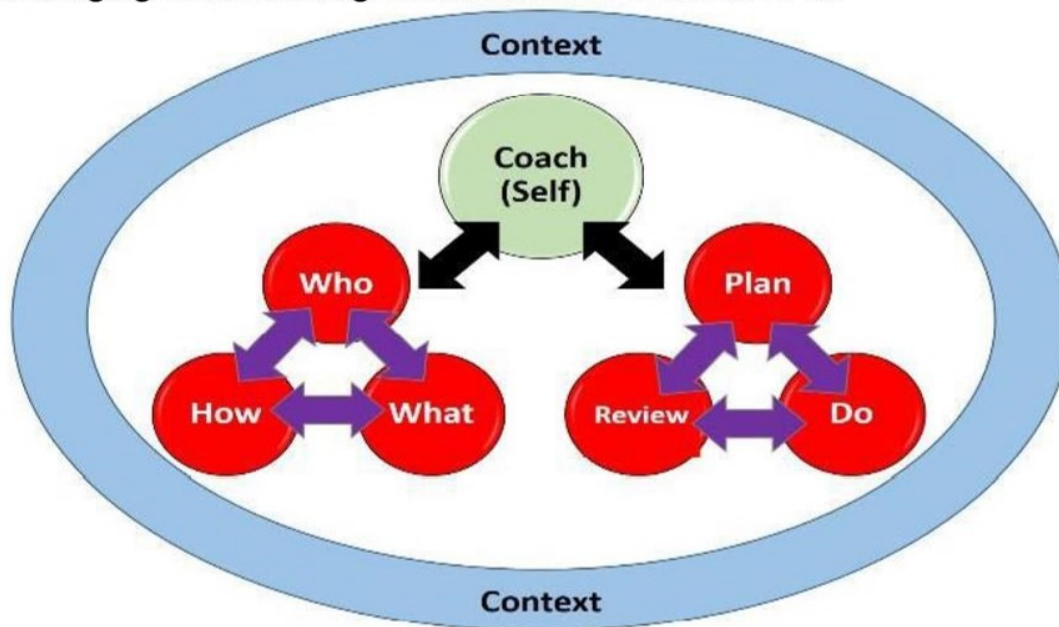 Context
Coach
(Self)
Who
Plan
How
What
Review
Do
Context